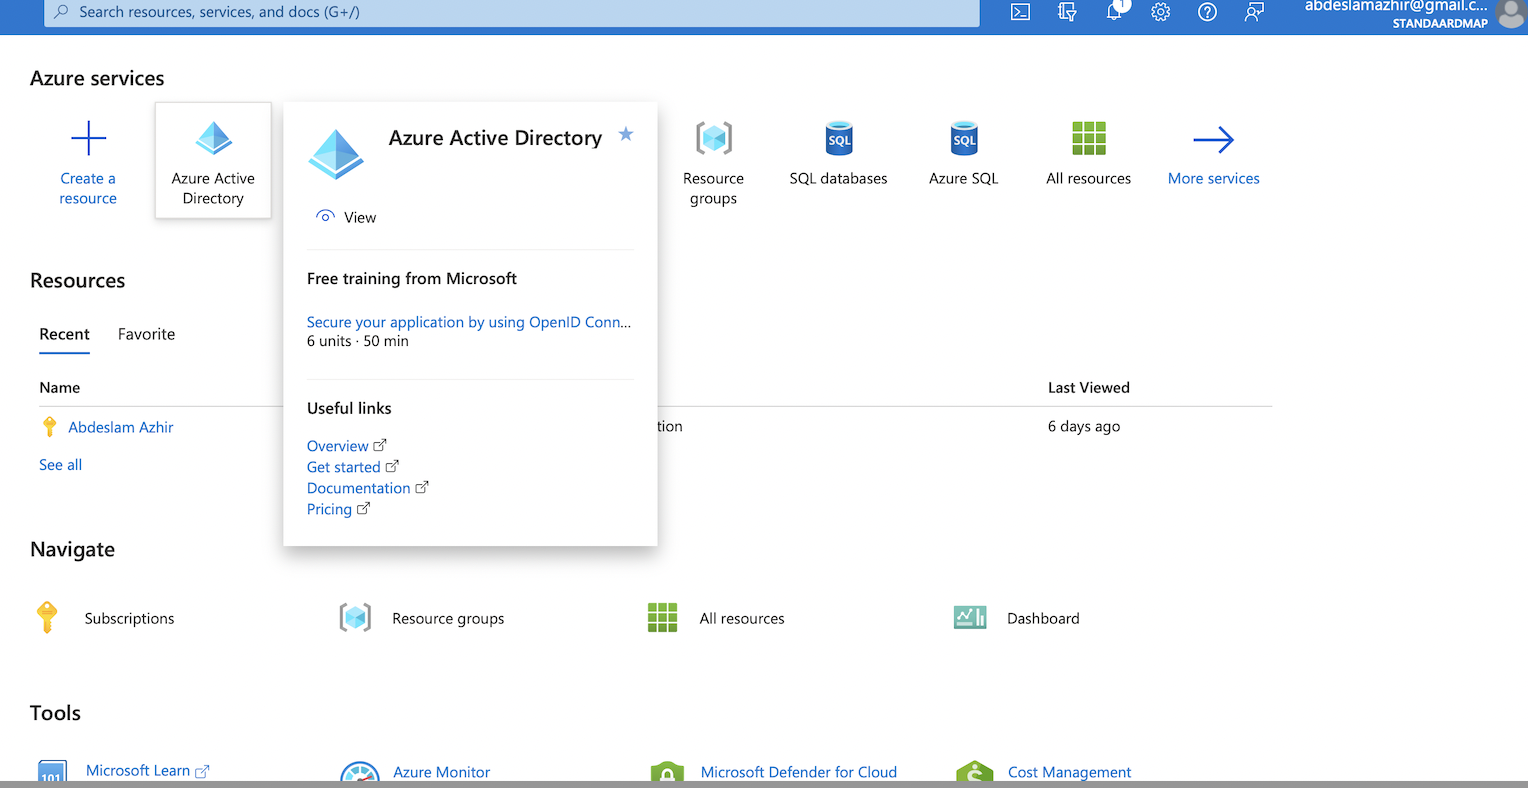 Search resources, services, and docs (G+/)
1
abdeslamazhir@gmail.c...
STANDAARDMAP
Azure services
Create a
resource
Azure Active
Directory
Azure Active Directory
View
Free training from Microsoft
Secure your application by using OpenID Conn...
6 units · 50 min
Useful links
Overview
Get started
Documentation
Pricing
Resource
groups
SQL
SQL databases
SQL
Azure SQL
All resources
More services
Resources
Recent
Favorite
Name
Last Viewed
Abdeslam Azhir
tion
6 days ago
See all
Navigate
Subscriptions
Resource groups
All resources
Dashboard
Tools
101
Microsoft Learn
Azure Monitor
Microsoft Defender for Cloud
Cost Management